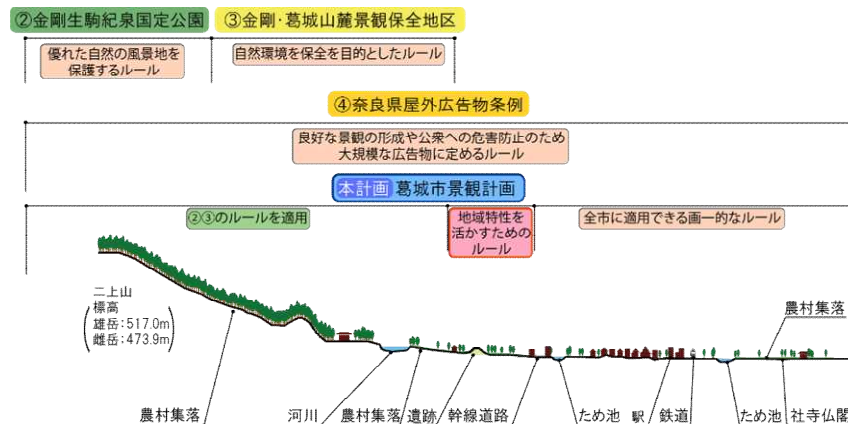 ②金剛生駒紀泉国定公園
③金剛・葛城山麓景観保全地区
優れた自然の風景地を
保護するルール
自然環境を保全を目的としたルール
④奈良県屋外広告物条例
良好な景観の形成や公衆への危害防止のため
大規模な広告物に定めるルール
本計画 葛城市景観計画
②③のルールを適用
地域特性を
活かすための
ルール
全市に適用できる画一的なルール
二上山
標高
雄岳：517.0m
雌岳：473.9m
農村集落
農村集落
河川
農村集落
遺跡
幹線道路
ため池
駅
鉄道
ため池
社寺仏閣